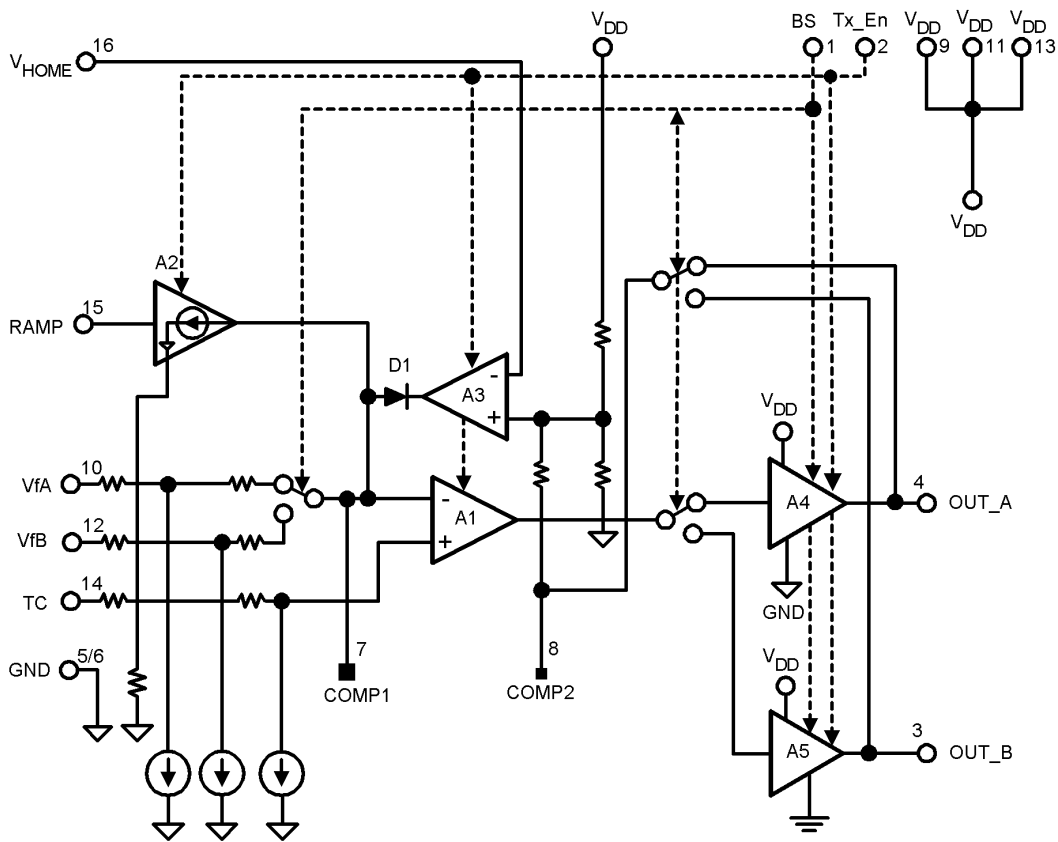 VDD
BS
Tx_En
VDD
VDD
VDD
16
1
2
9
11
13
VHOME
VDD
A2
15
RAMP
D1
-
A3
+
VDD
10
VfA
4
-
A4
OUT_A
12
A1
VfB
+
14
TC
GND
5/6
7
8
VDD
GND
COMP1
COMP2
3
A5
OUT_B